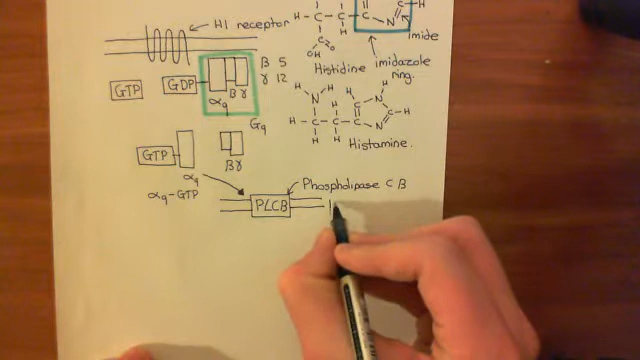 H1 receptor
GTP
GDP
β 5
γ 12
β γ
αq
Gq
GTP
αq
βγ
αq-GTP
Phospholipase C β
PLCβ
H
C
C
C
N
C
H
H
O
C
OH
imide
Histidine
imidazole
ring.
H
H
N
H
H
C
N
H
C
C
C
C
H
H
H
N
Histamine.